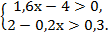 1,6x − 4 > 0,
2 − 0,2x > 0,3.